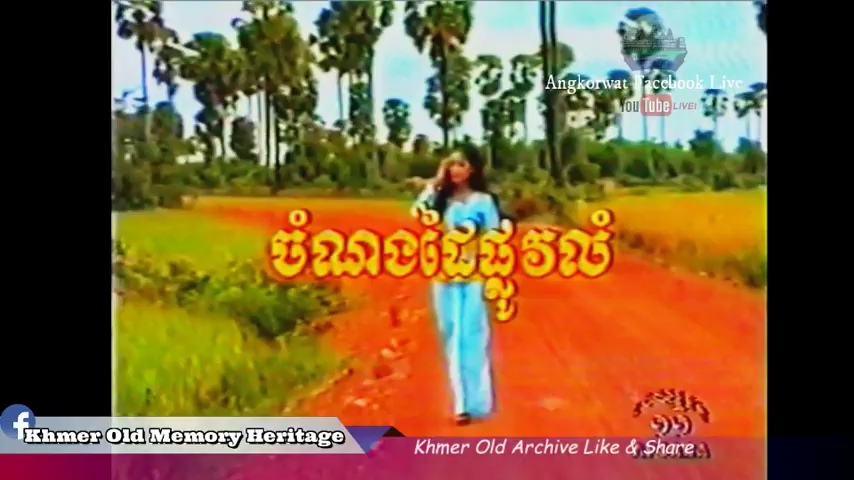 Angkorwat Facebook Live
YouTube LIVE!
ចំណងដៃផ្លូវលំ
f
Khmer Old Memory Heritage
Khmer Old Archive Like & Share